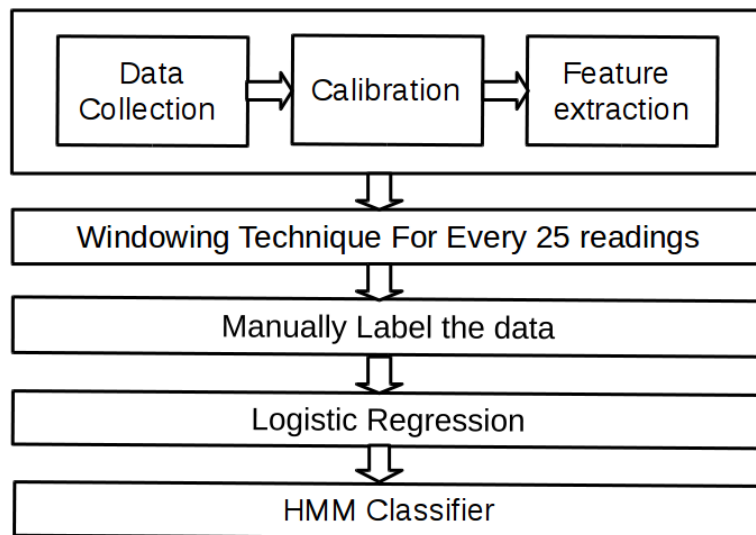 Data
Collection
Calibration
Feature
extraction
Windowing Technique For Every 25 readings
Manually Label the data
Logistic Regression
HMM Classifier